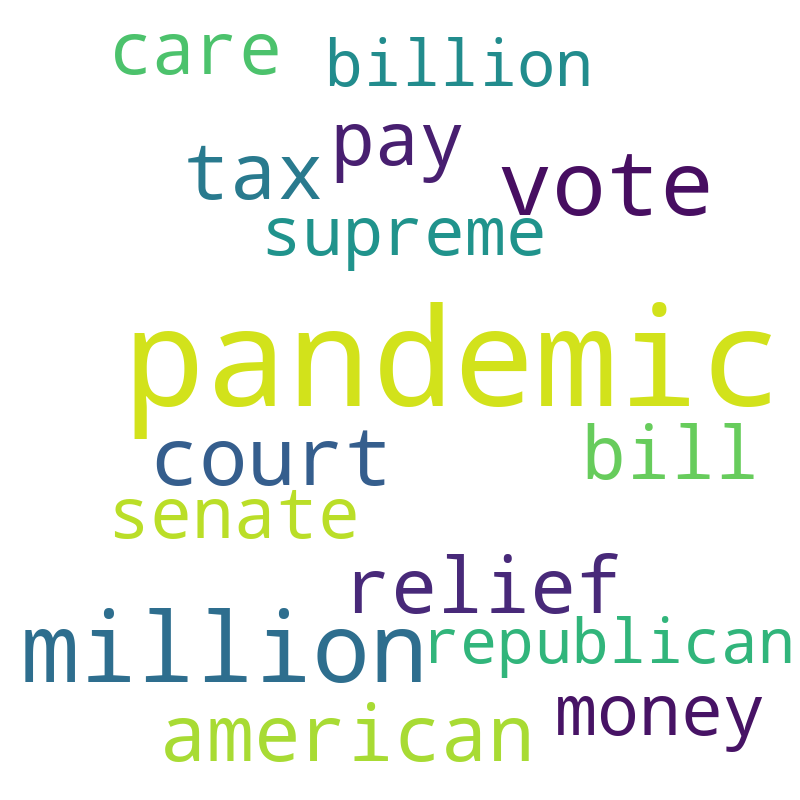 care
billion
pay
tax
vote
supreme
pandemic
court
bill
senate
relief
million
republican
money
american